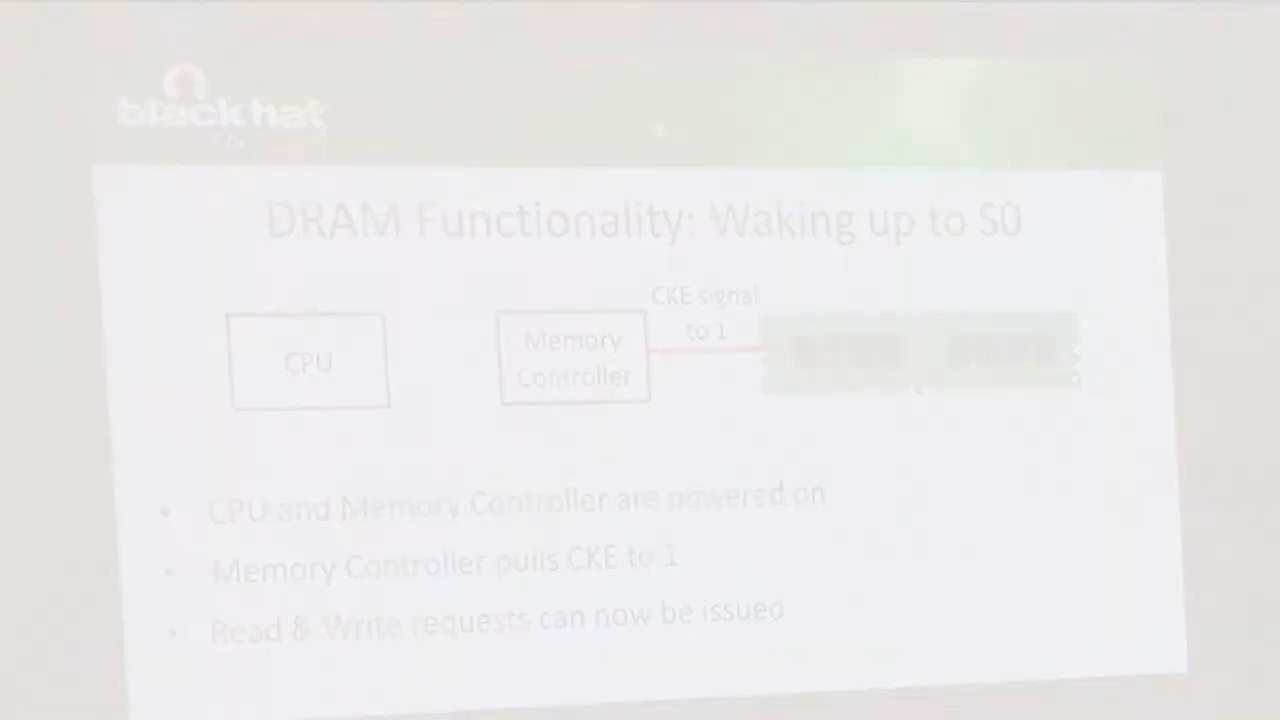 black hat
DRAM Functionality: Waking up to S0
CKE signal
to 1
CPU
Memory
Controller
• CPU and Memory Controller are powered on
• Memory Controller pulls CKE to 1
• Read & Write requests can now be issued